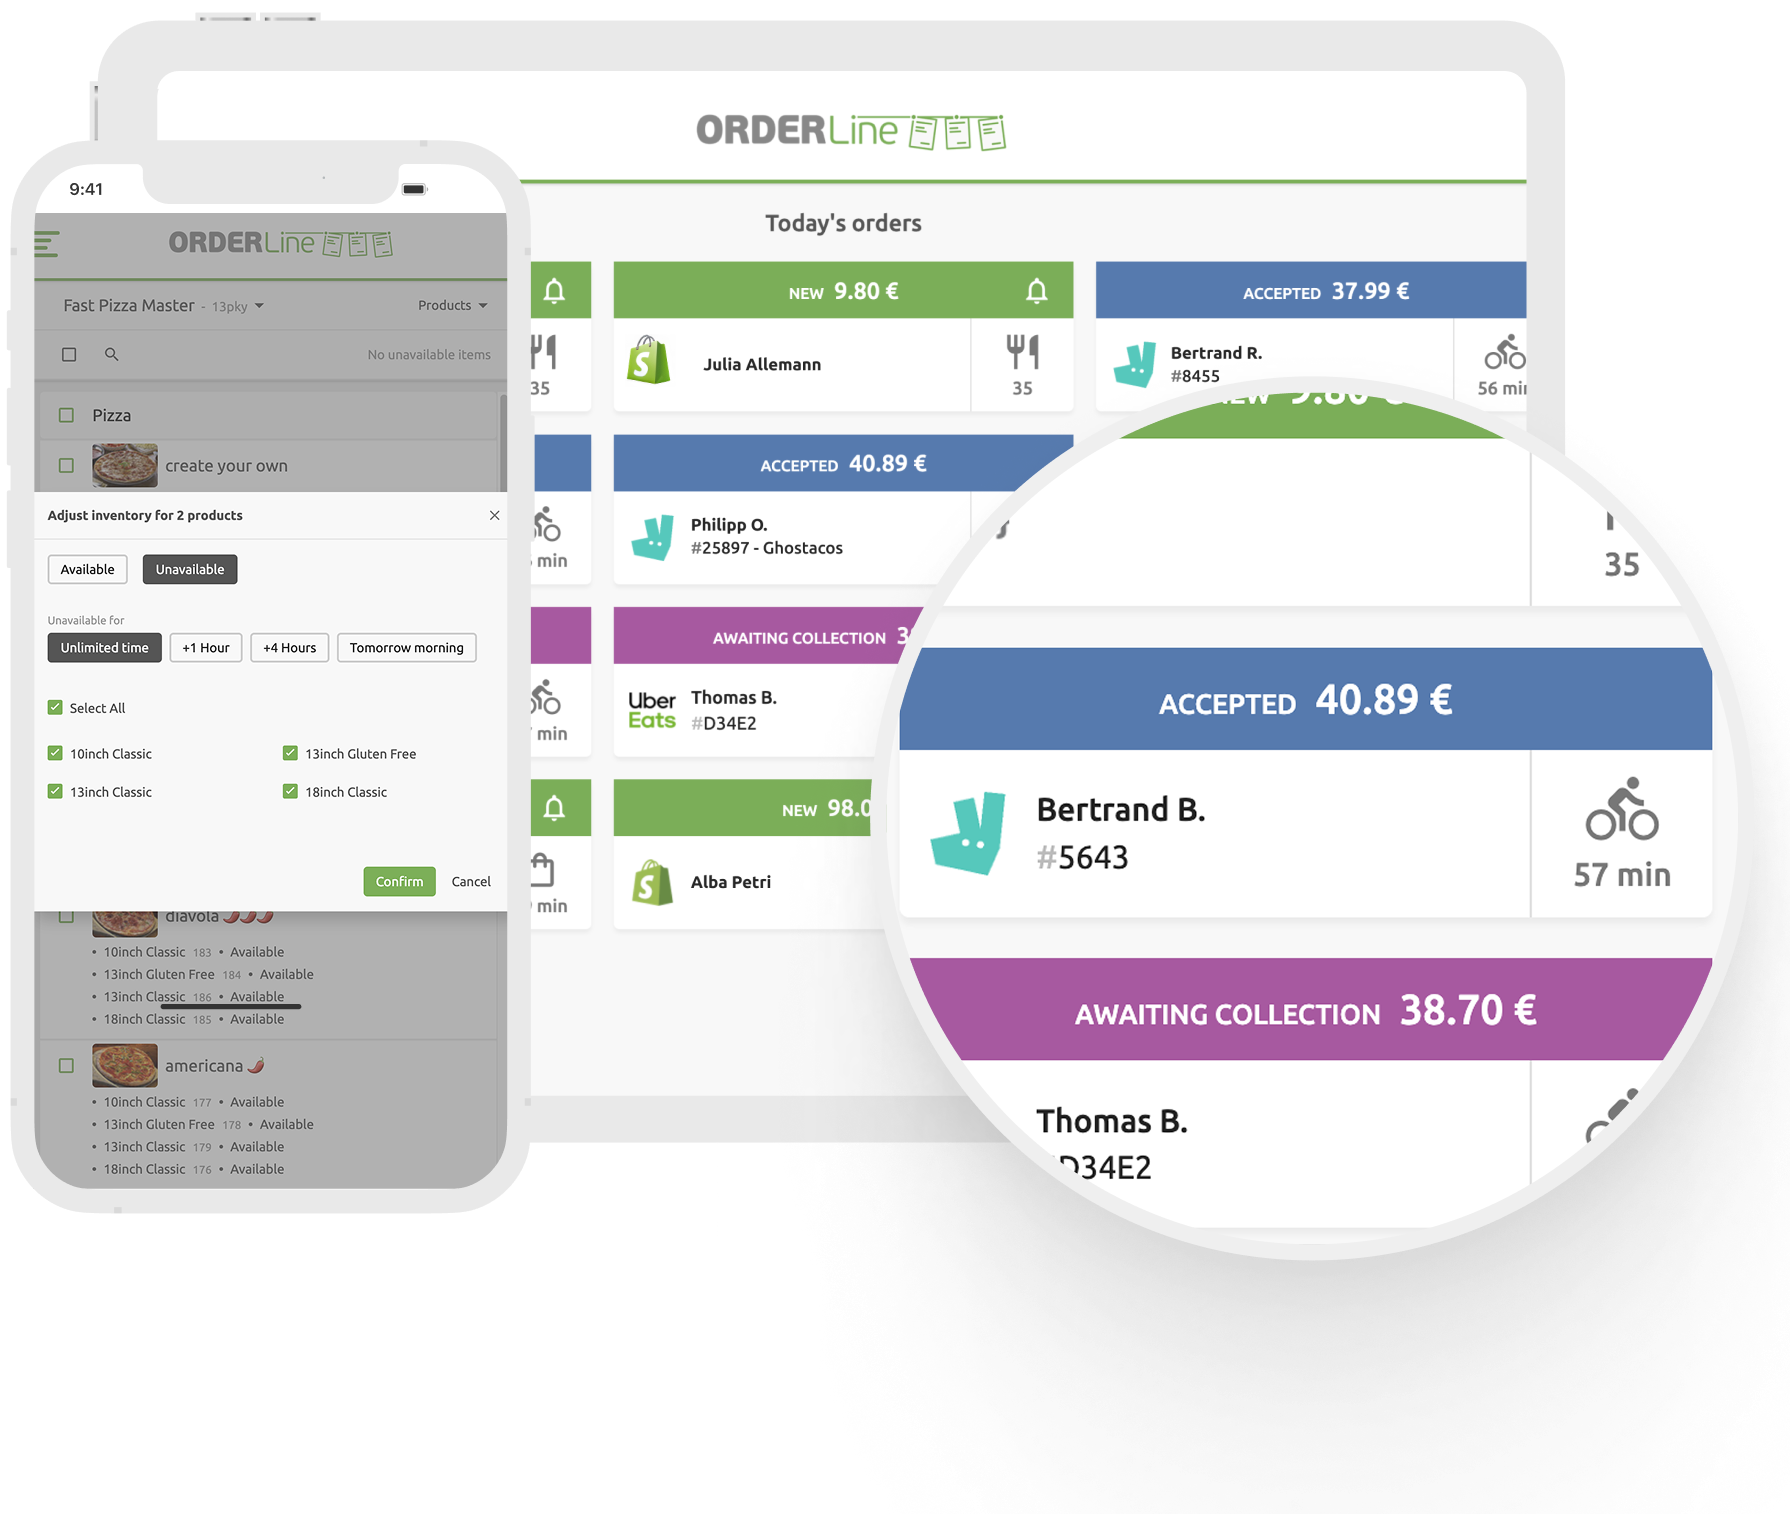 ORDERLine
Today's orders
NEW 9.80 €
Julia Allemann
35
35
ACCEPTED 37.99 €
Bertrand R.
#8455
56 min
ACCEPTED 40.89 €
Philipp O.
#25897 - Ghostacos
min
AWAITING COLLECTION
Uber
Eats
Thomas B.
#D34E2
min
NEW 98.0
Alba Petri
min
9:41
ORDERLine
Fast Pizza Master - 13pky
Products
No unavailable items
Pizza
create your own
Adjust inventory for 2 products
Available
Unavailable
Unavailable for
Unlimited time
+1 Hour
+4 Hours
Tomorrow morning
Select All
10inch Classic
13inch Gluten Free
13inch Classic
18inch Classic
Confirm
Cancel
diavola
• 10inch Classic 183 • Available
• 13inch Gluten Free 184 • Available
• 13inch Classic 186 • Available
• 18inch Classic 185 • Available
americana
• 10inch Classic 177 • Available
• 13inch Gluten Free 178 • Available
• 13inch Classic 179 • Available
• 18inch Classic 176 • Available
NEW 9.80 €
35
ACCEPTED 40.89 €
Bertrand B.
#5643
57 min
AWAITING COLLECTION 38.70 €
Thomas B.
D34E2